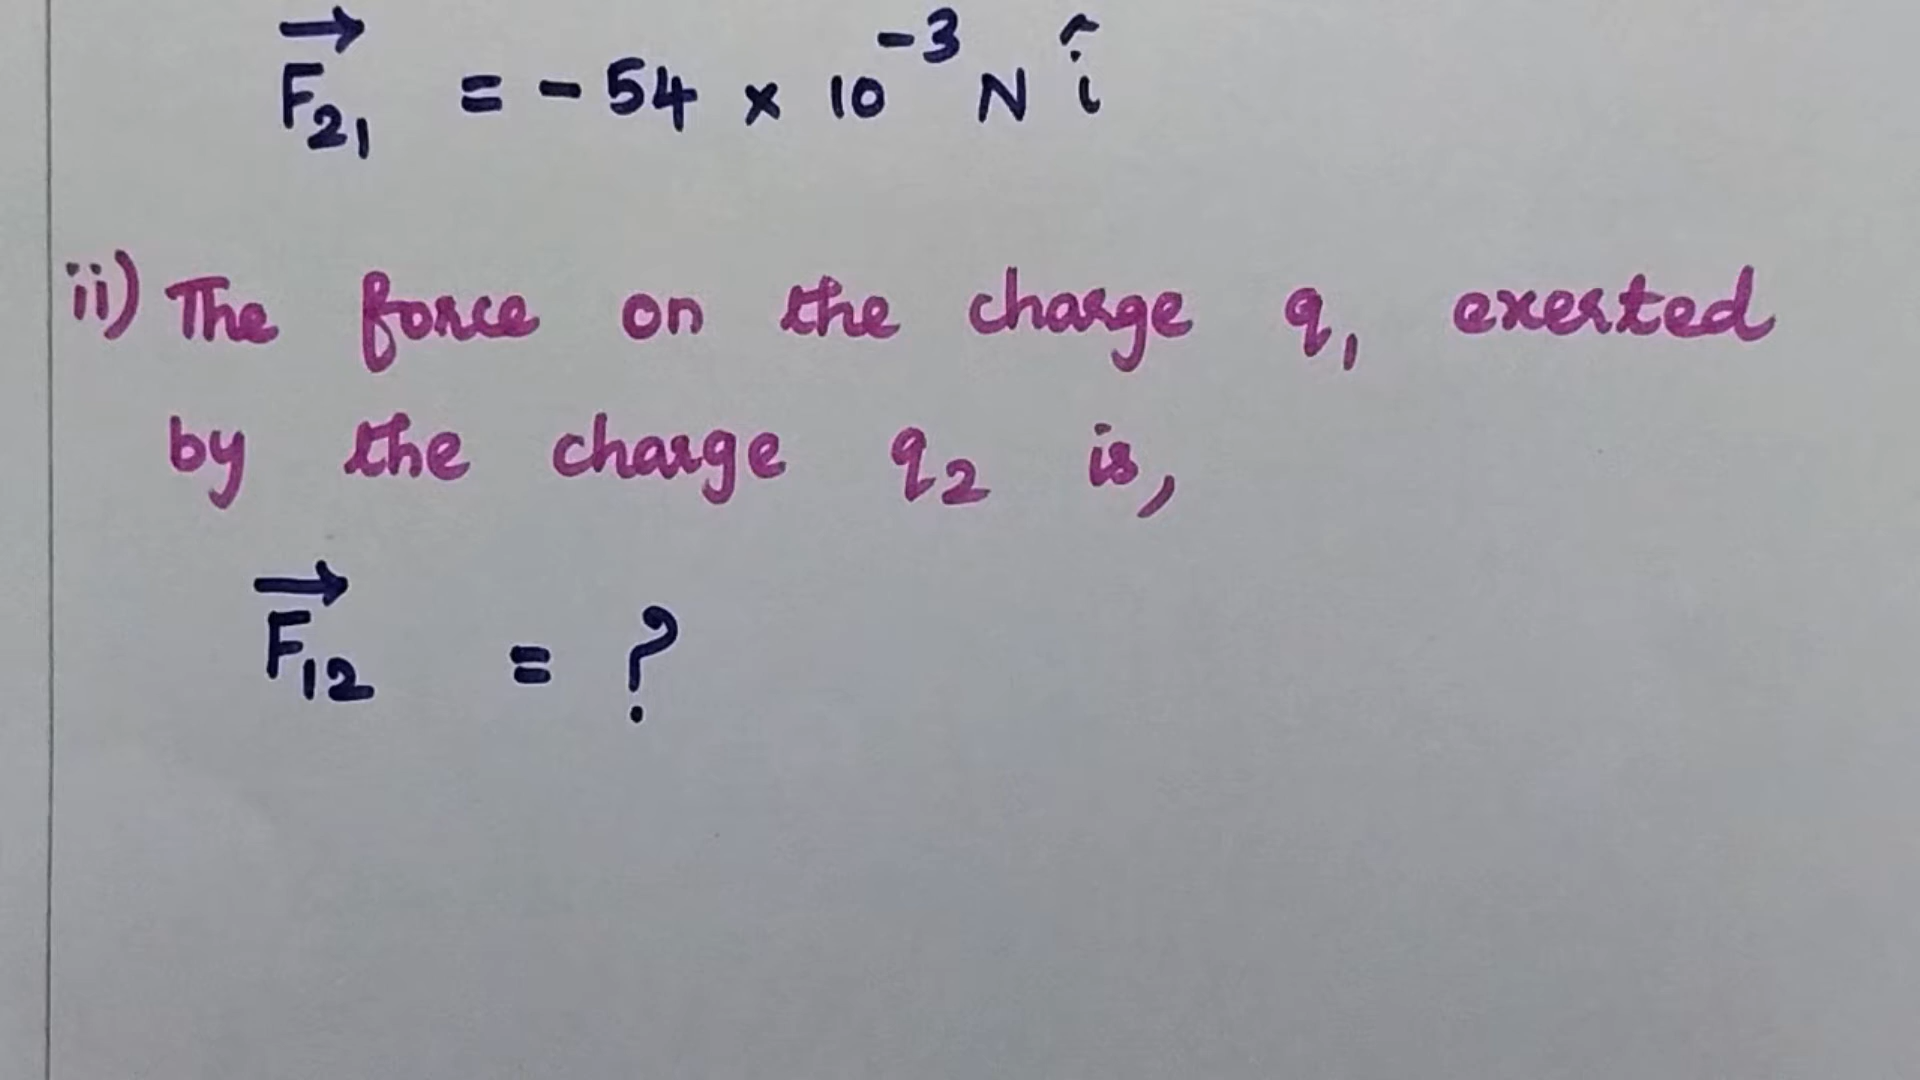 F₂₁ = - 54 × 10⁻³ N î
ii) The force on the charge q₁ exerted
by the charge q₂ is,
F₁₂ = ?